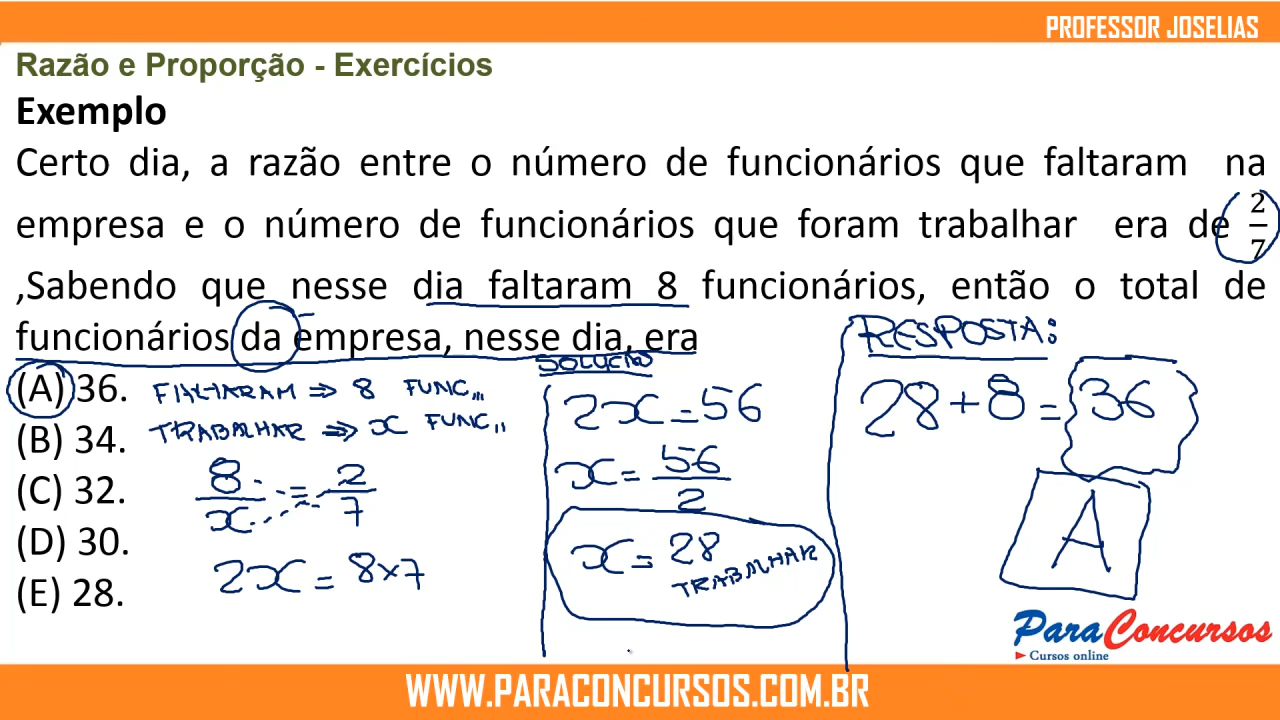 PROFESSOR JOSELIAS
Razão e Proporção - Exercícios
Exemplo
Certo dia, a razão entre o número de funcionários que faltaram na
empresa e o número de funcionários que foram trabalhar era de 2/7
,Sabendo que nesse dia faltaram 8 funcionários, então o total de
funcionários da empresa, nesse dia, era
(A) 36.
(B) 34.
(C) 32.
(D) 30.
(E) 28.
FALTARAM ⇒ 8 FUNC...
TRABALHAR ⇒ x FUNC...
8/x = 2/7
2x = 8×7
SOLUÇÃO
2x = 56
x = 56/2
x = 28
TRABALHAR
RESPOSTA:
28 + 8 = 36
A
ParaConcursos
Cursos online
WWW.PARACONCURSOS.COM.BR